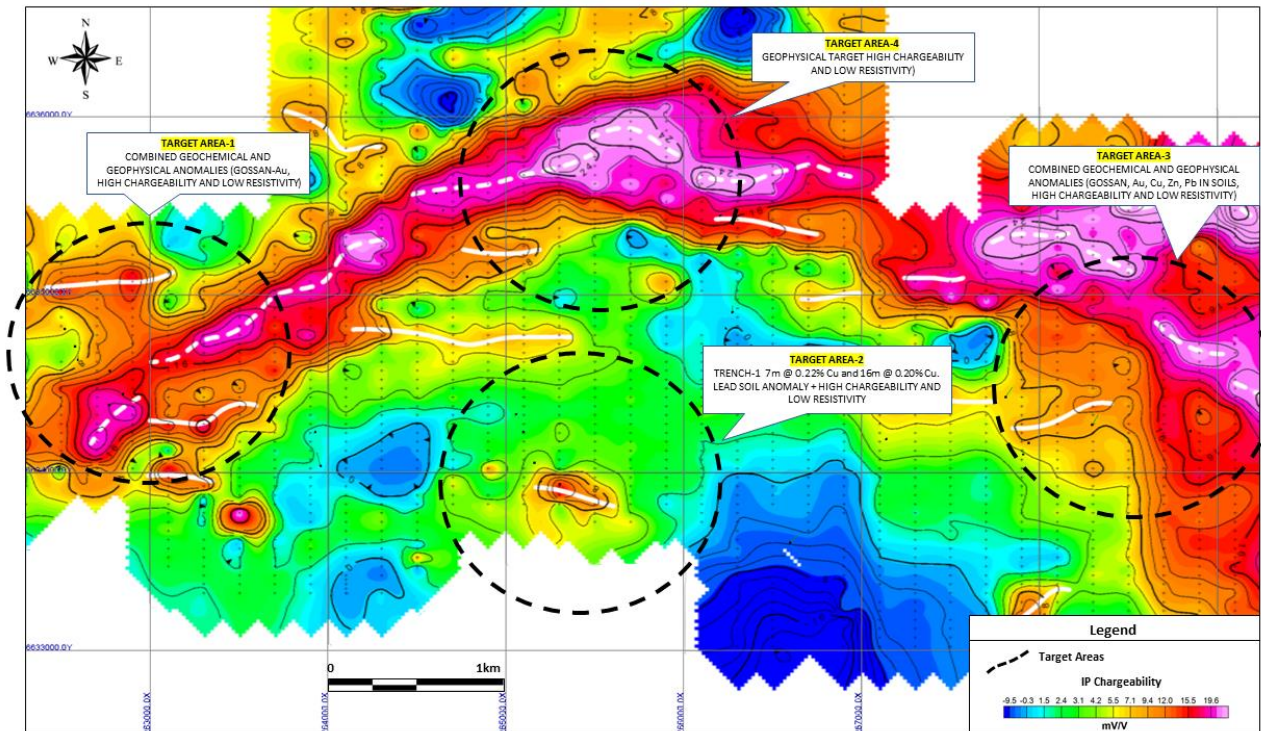 N
W E
S
TARGET AREA-4
GEOPHYSICAL TARGET HIGH CHARGEABILITY
AND LOW RESISTIVITY)
TARGET AREA-1
COMBINED GEOCHEMICAL AND
GEOPHYSICAL ANOMALIES (GOSSAN-Au,
HIGH CHARGEABILITY AND LOW RESISTIVITY)
TARGET AREA-3
COMBINED GEOCHEMICAL AND GEOPHYSICAL
ANOMALIES (GOSSAN, Au, Cu, Zn, Pb IN SOILS,
HIGH CHARGEABILITY AND LOW RESISTIVITY)
TARGET AREA-2
TRENCH-1 7m @ 0.22% Cu and 16m @ 0.20% Cu.
LEAD SOIL ANOMALY + HIGH CHARGEABILITY AND
LOW RESISTIVITY
6636000.0Y
6633000.0Y
0 1km
Legend
Target Areas
IP Chargeability
-9.5 -0.3 1.5 2.4 3.1 4.2 5.5 7.1 9.4 12.0 15.5 19.6
mV/V